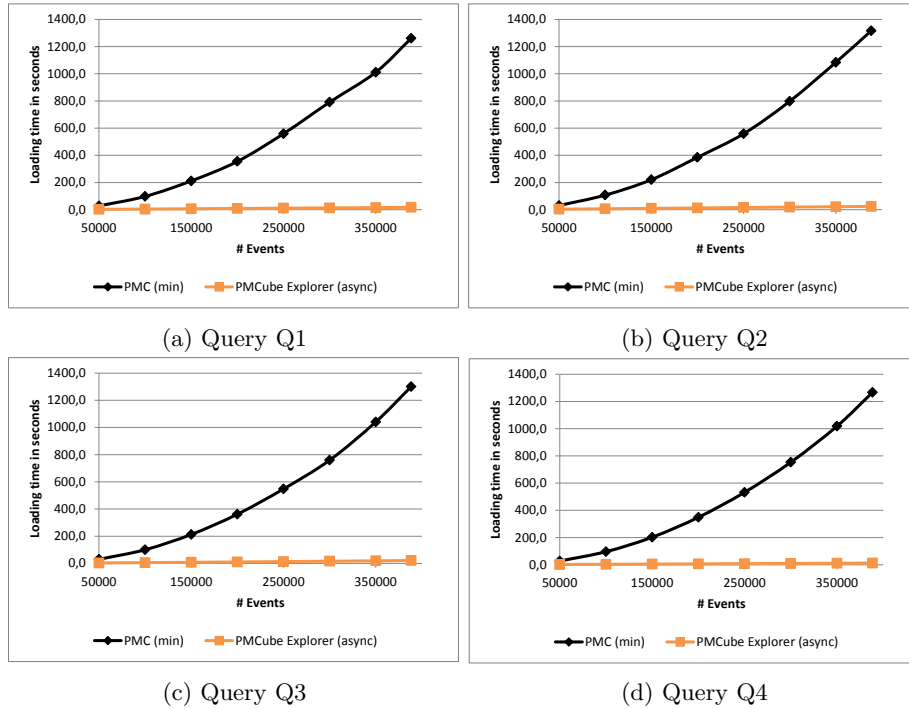 1400,0
1200,0
1000,0
800,0
600,0
400,0
200,0
0,0
Loading time in seconds
50000 150000 250000 350000
# Events
PMC (min) PMCube Explorer (async)
(a) Query Q1
1400,0
1200,0
1000,0
800,0
600,0
400,0
200,0
0,0
Loading time in seconds
50000 150000 250000 350000
# Events
PMC (min) PMCube Explorer (async)
(b) Query Q2
1400,0
1200,0
1000,0
800,0
600,0
400,0
200,0
0,0
Loading time in seconds
50000 150000 250000 350000
# Events
PMC (min) PMCube Explorer (async)
(c) Query Q3
1400,0
1200,0
1000,0
800,0
600,0
400,0
200,0
0,0
Loading time in seconds
50000 150000 250000 350000
# Events
PMC (min) PMCube Explorer (async)
(d) Query Q4